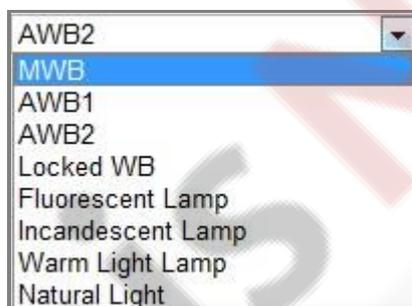 AWB2
MWB
AWB1
AWB2
Locked WB
Fluorescent Lamp
Incandescent Lamp
Warm Light Lamp
Natural Light